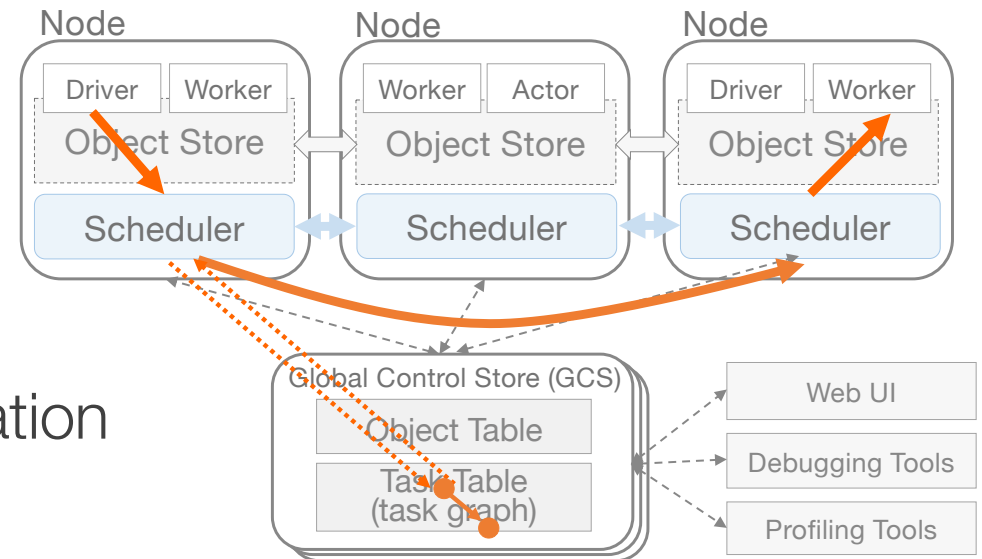 Node
Node
Node
Driver
Worker
Worker
Actor
Driver
Worker
Object Store
Object Store
Object Store
Scheduler
Scheduler
Scheduler
Global Control Store (GCS)
Object Table
Task Table
(task graph)
ation
Web UI
Debugging Tools
Profiling Tools